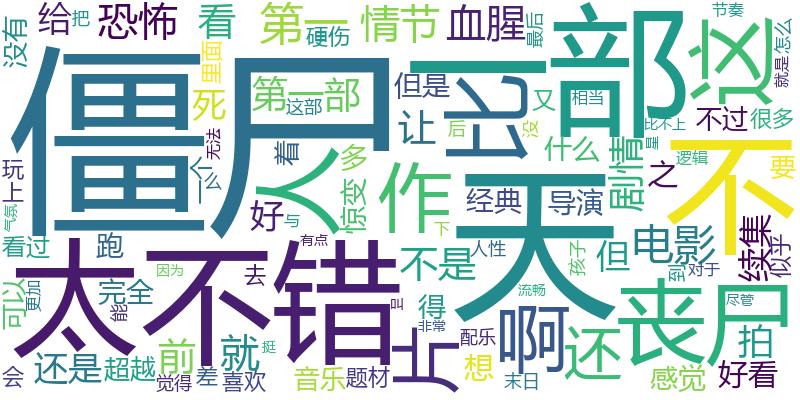 没有
给
把
恐怖
看
第一
硬伤
情节
血腥
最后
部
这
节奏
就是
怎么
僵尸
里面
死
第一部
这部
但是
比
又
相当
没
比不上
不过
很多
星
玩
上
个
么
无法
着
人
多
惊变
让
后
什么
剧情
之
逻辑
不
要
气氛
好
与
作
经典
导演
天
但
孩子
电影
续集
似乎
看过
跑
太
不错
去
有点
不是
下
人性
到
对于
可以
更加
能
完全
因为
得
叫
非常
片
流畅
啊
还
丧尸
尽管
拍
会
还是
超越
前
觉得
差
就
挺
喜欢
音乐
题材
配乐
想
末日
感觉
好看